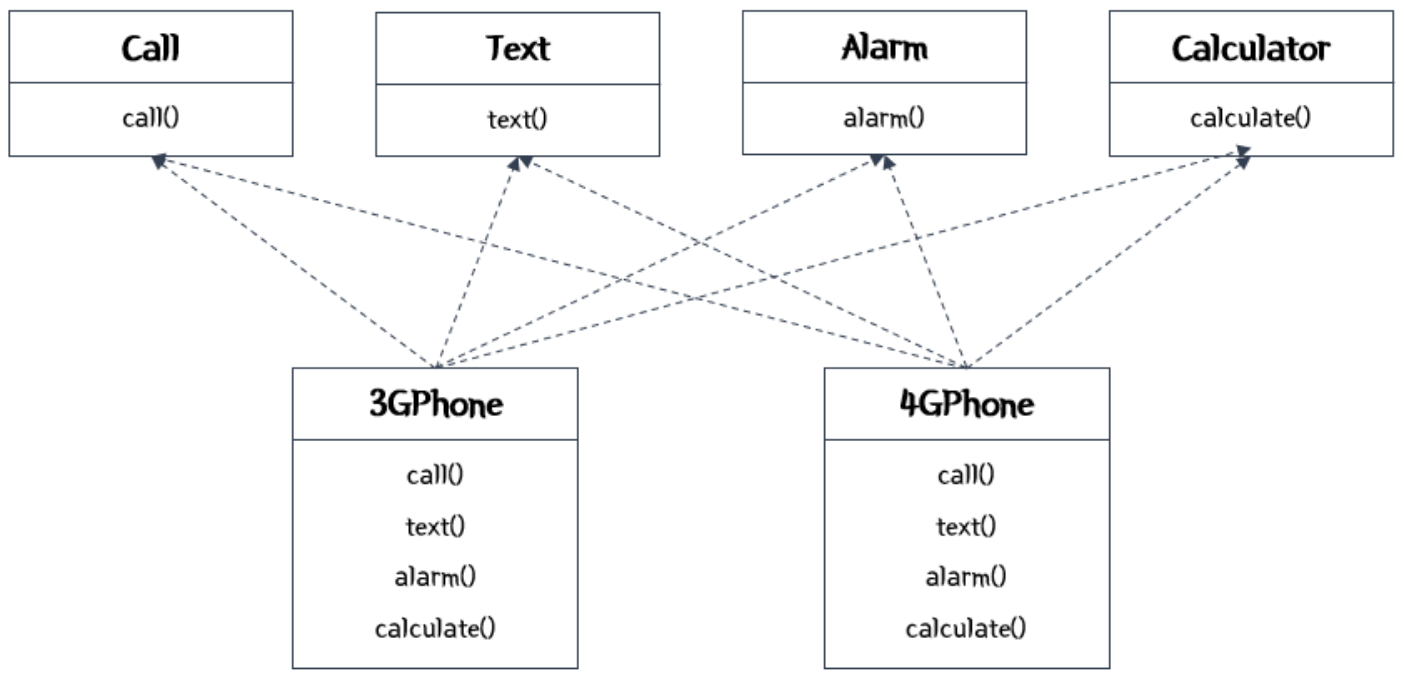 Call
call()
Text
text()
Alarm
alarm()
Calculator
calculate()
3GPhone
call()
text()
alarm()
calculate()
4GPhone
call()
text()
alarm()
calculate()